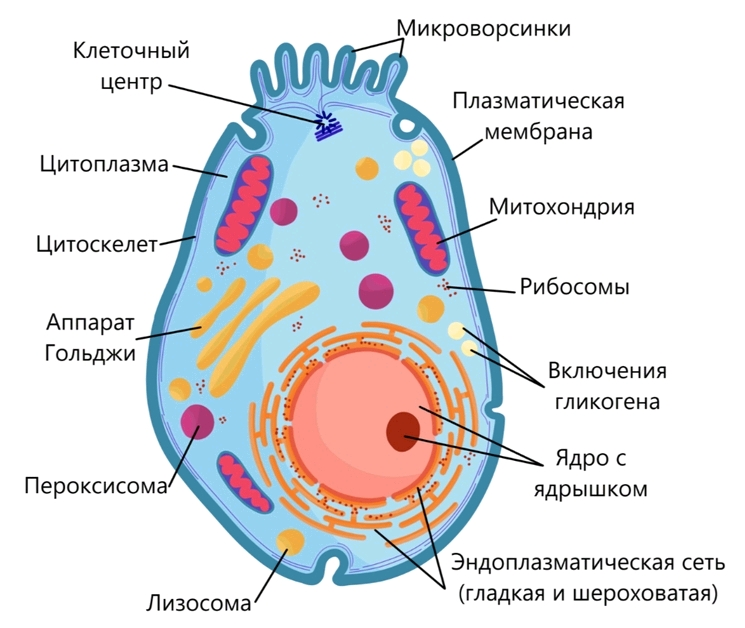 Микроворсинки
Клеточный
центр
Плазматическая
мембрана
Цитоплазма
Митохондрия
Цитоскелет
Рибосомы
Аппарат
Гольджи
Включения
гликогена
Ядро с
ядрышком
Пероксисома
Эндоплазматическая сеть
(гладкая и шероховатая)
Лизосома